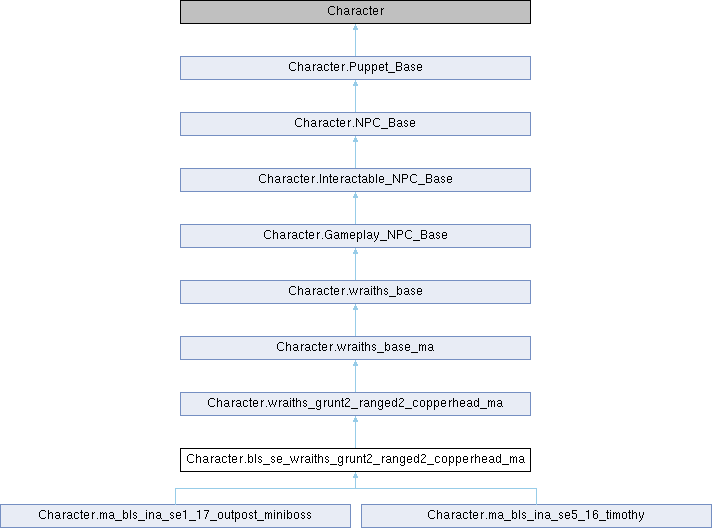 Character
Character.Puppet_Base
Character.NPC_Base
Character.Interactable_NPC_Base
Character.Gameplay_NPC_Base
Character.wraiths_base
Character.wraiths_base_ma
Character.wraiths_grunt2_ranged2_copperhead_ma
Character.bls_se_wraiths_grunt2_ranged2_copperhead_ma
Character.ma_bls_ina_se1_17_outpost_miniboss
Character.ma_bls_ina_se5_16_timothy